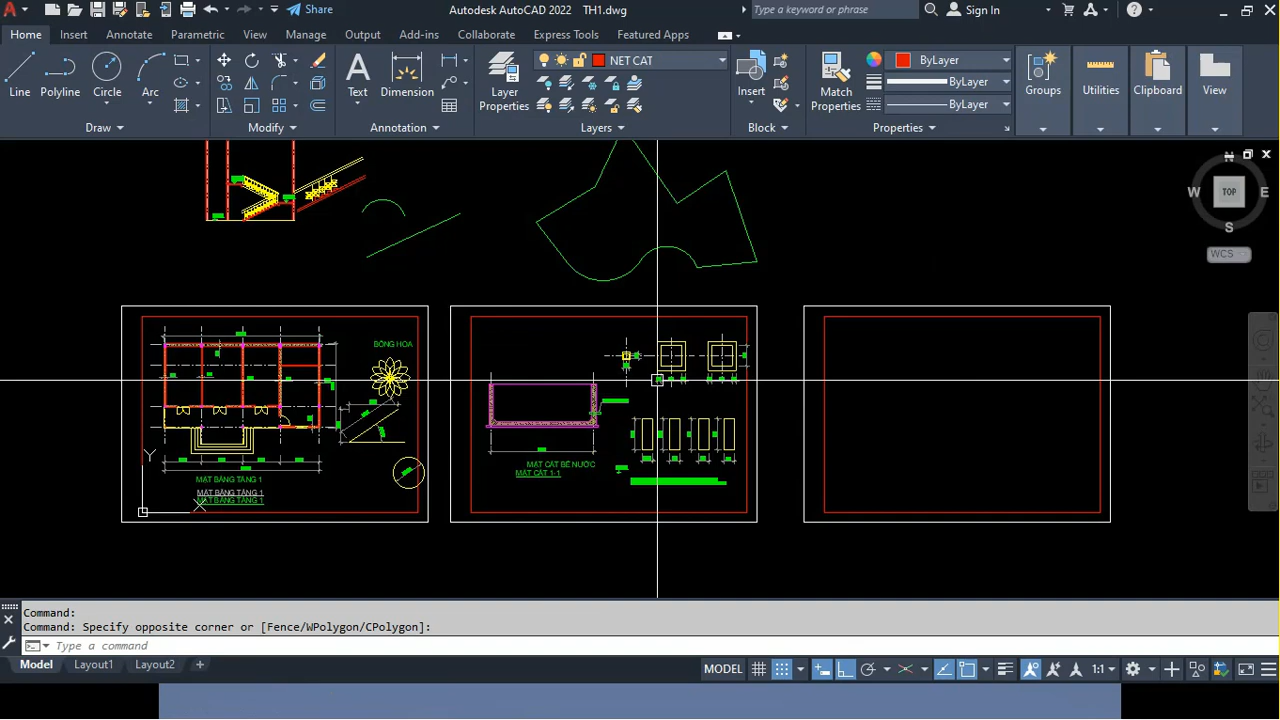 Share
Autodesk AutoCAD 2022 TH1.dwg
Type a keyword or phrase
Sign In
Home Insert Annotate Parametric View Manage Output Add-ins Collaborate Express Tools Featured Apps
NET CAT
ByLayer
ByLayer
ByLayer
Line Polyline Circle Arc
Text Dimension
Layer Properties
Insert
Match Properties
Groups Utilities Clipboard View
Draw Modify Annotation Layers Block Properties
N
W TOP E
S
WCS
BÔNG HOA
Y
X
MẶT BẰNG TẦNG 1
MẶT BẰNG TẦNG 1
MẶT BẰNG TẦNG 1
MẶT CẮT BỂ NƯỚC
MẶT CẮT 1-1
Command:
Command: Specify opposite corner or [Fence/WPolygon/CPolygon]:
Type a command
Model Layout1 Layout2 +
MODEL
1:1